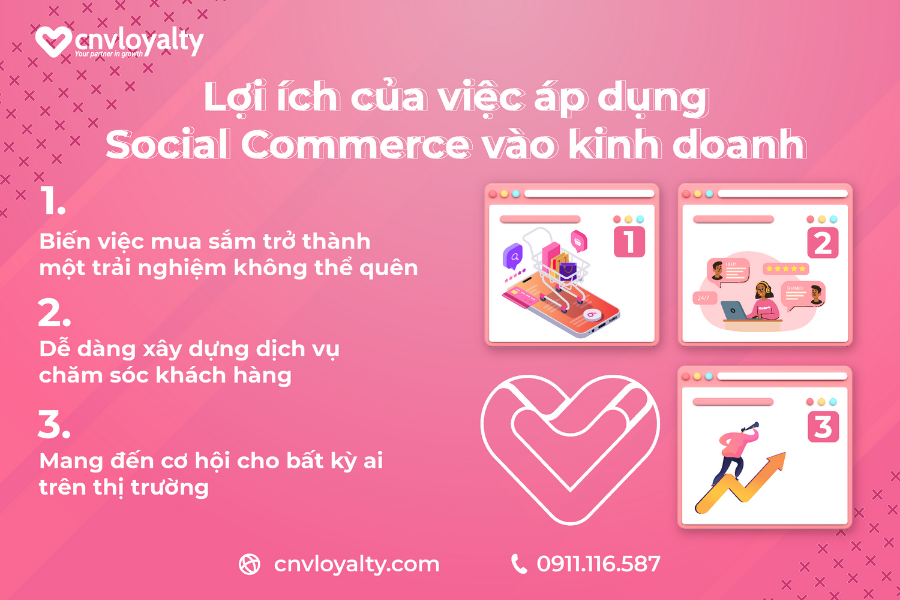 cnvloyalty
Your partner in growth
Lợi ích của việc áp dụng
Social Commerce vào kinh doanh
1.
Biến việc mua sắm trở thành
một trải nghiệm không thể quên
2.
Dễ dàng xây dựng dịch vụ
chăm sóc khách hàng
3.
Mang đến cơ hội cho bất kỳ ai
trên thị trường
1
2
24/7
3
cnvloyalty.com
0911.116.587